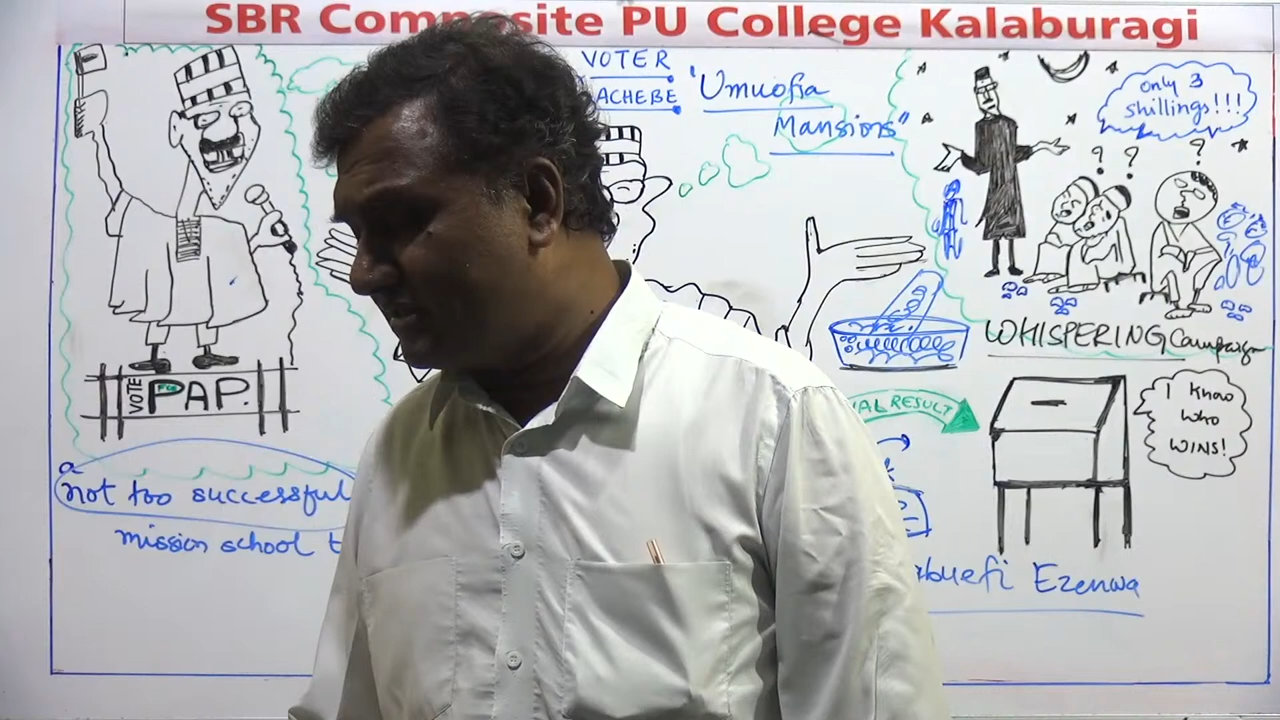 SBR Composite PU College Kalaburagi
VOTER
ACHEBE
'Umuofia
Mansions"
only 3
shillings!!!
? ? ?
WHISPERING Campaign
VOTE
FOR
PAP.
a
not too successful
mission school
RESULT
I know
who
WINS!
Ezenwa